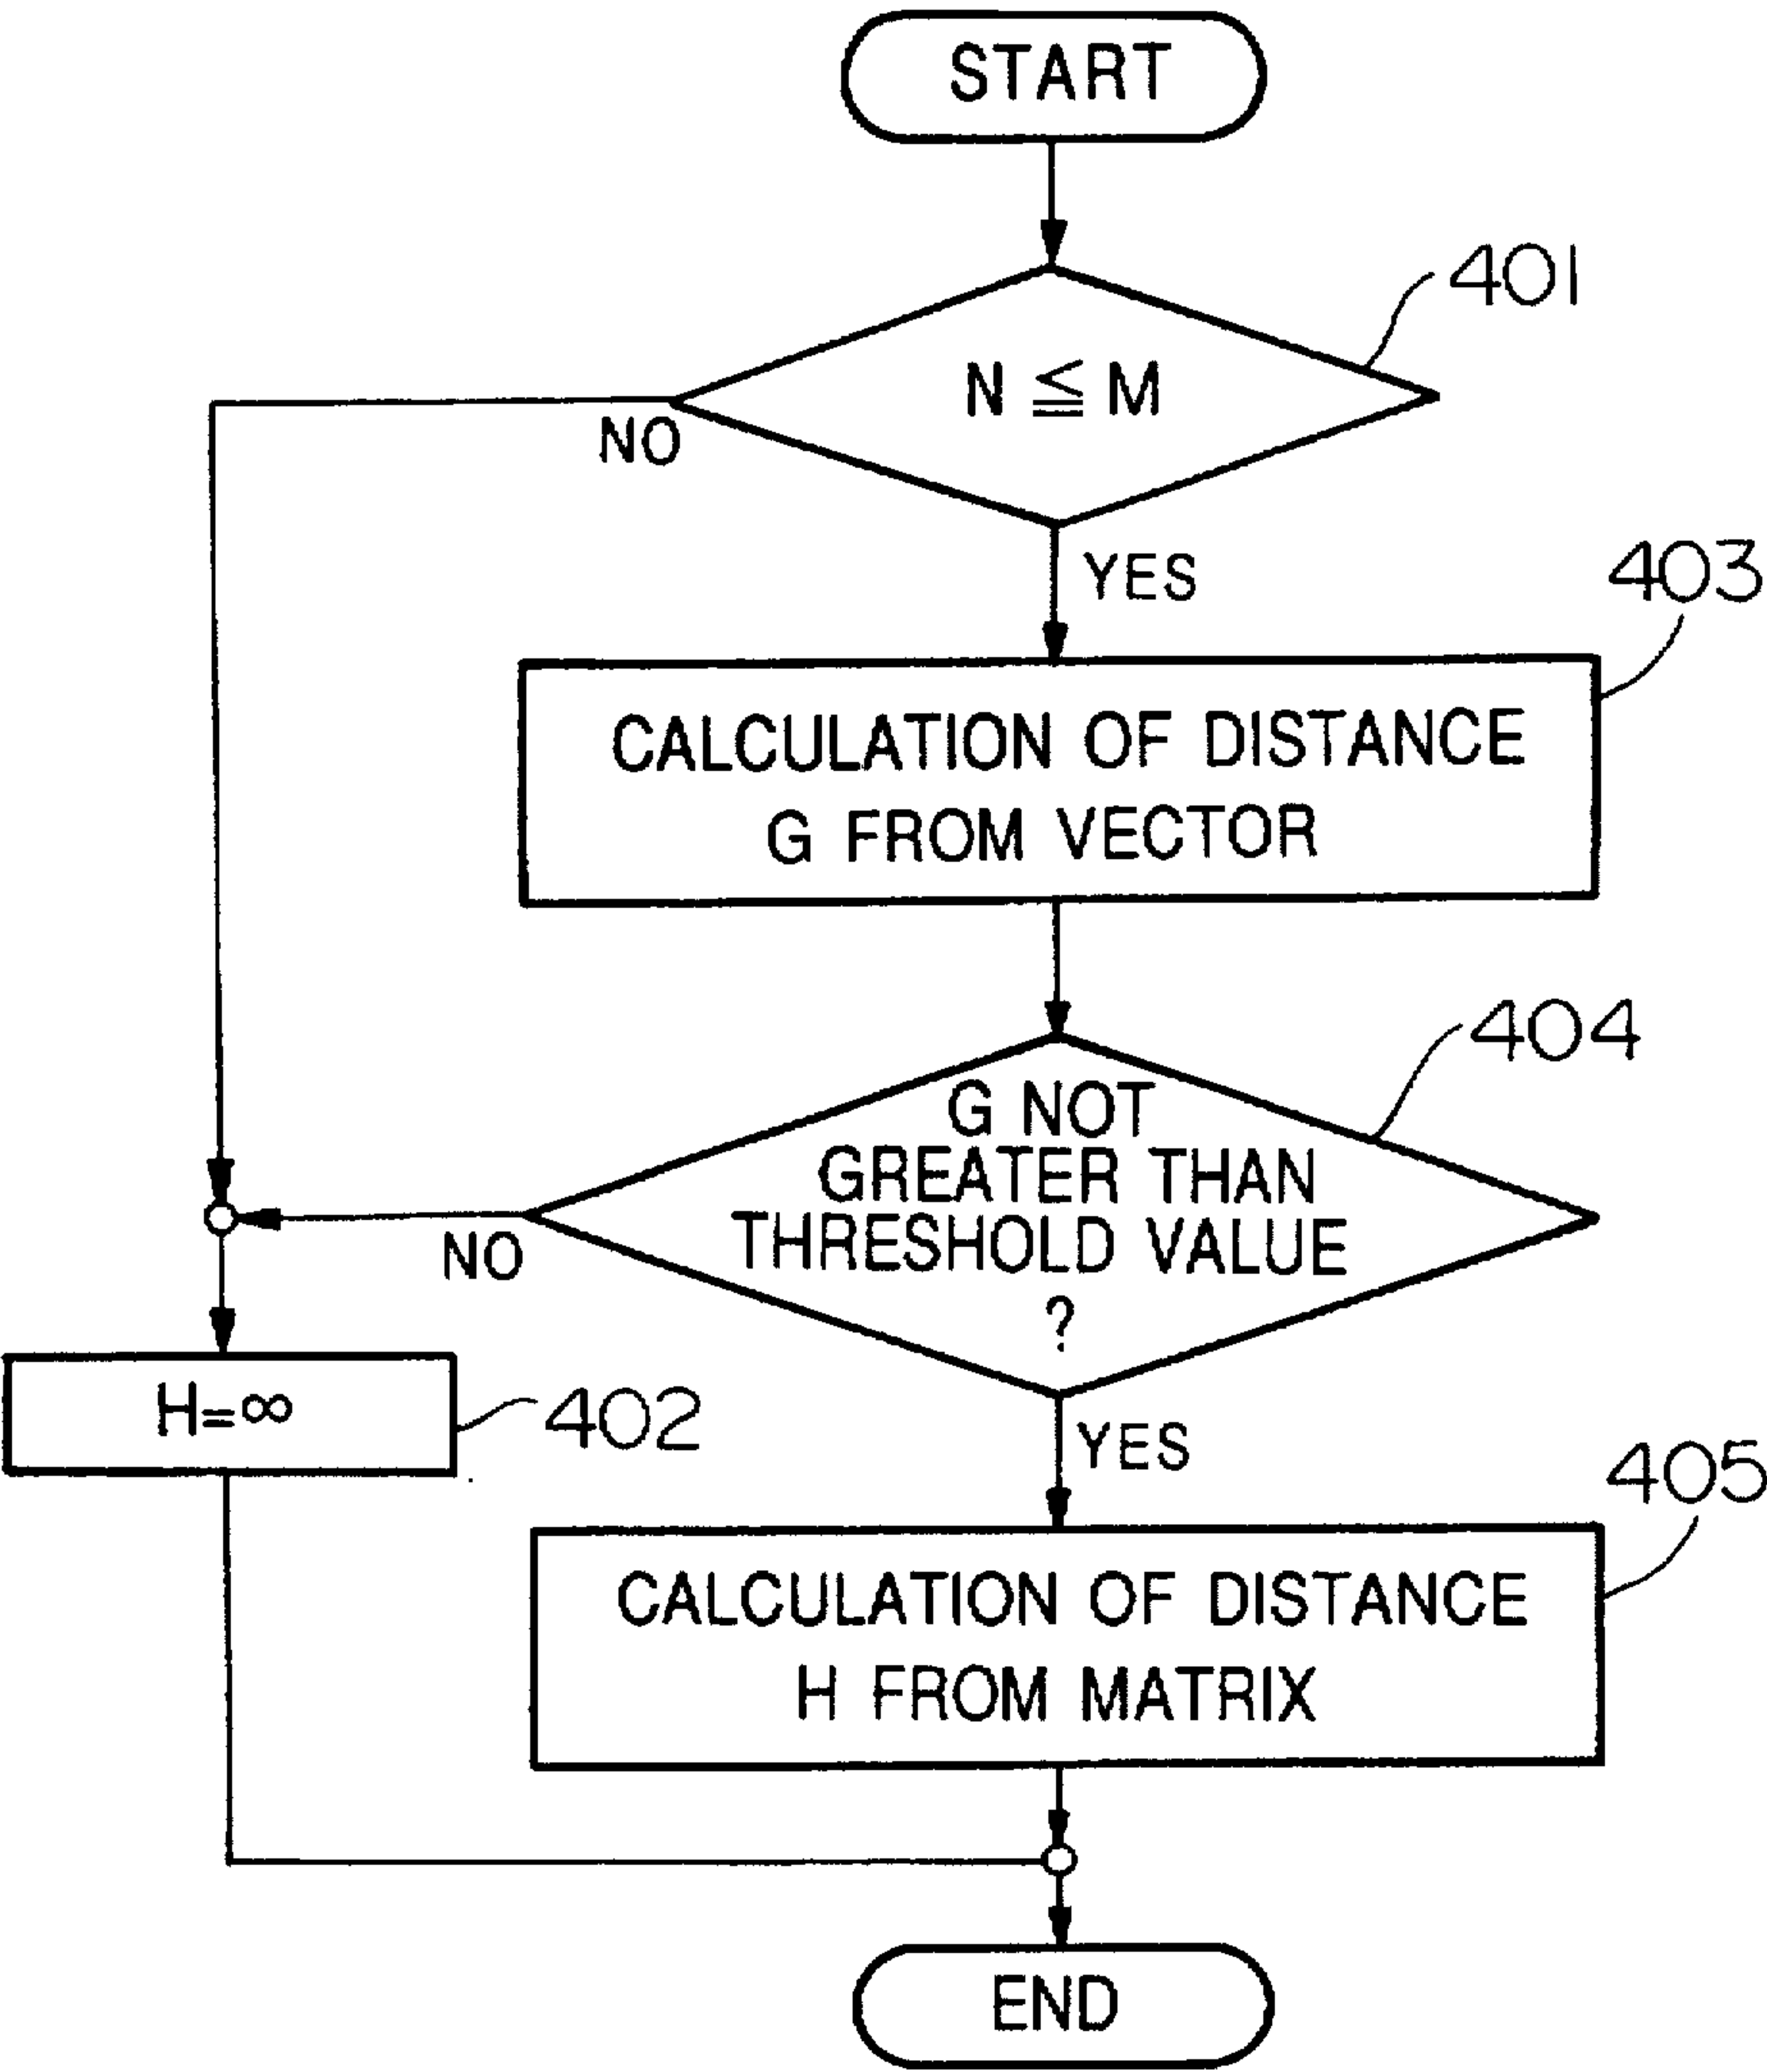 START
401
N ≦ M
NO
YES
403
CALCULATION OF DISTANCE
G FROM VECTOR
404
G NOT
GREATER THAN
THRESHOLD VALUE
?
NO
YES
H=∞
402
405
CALCULATION OF DISTANCE
H FROM MATRIX
END